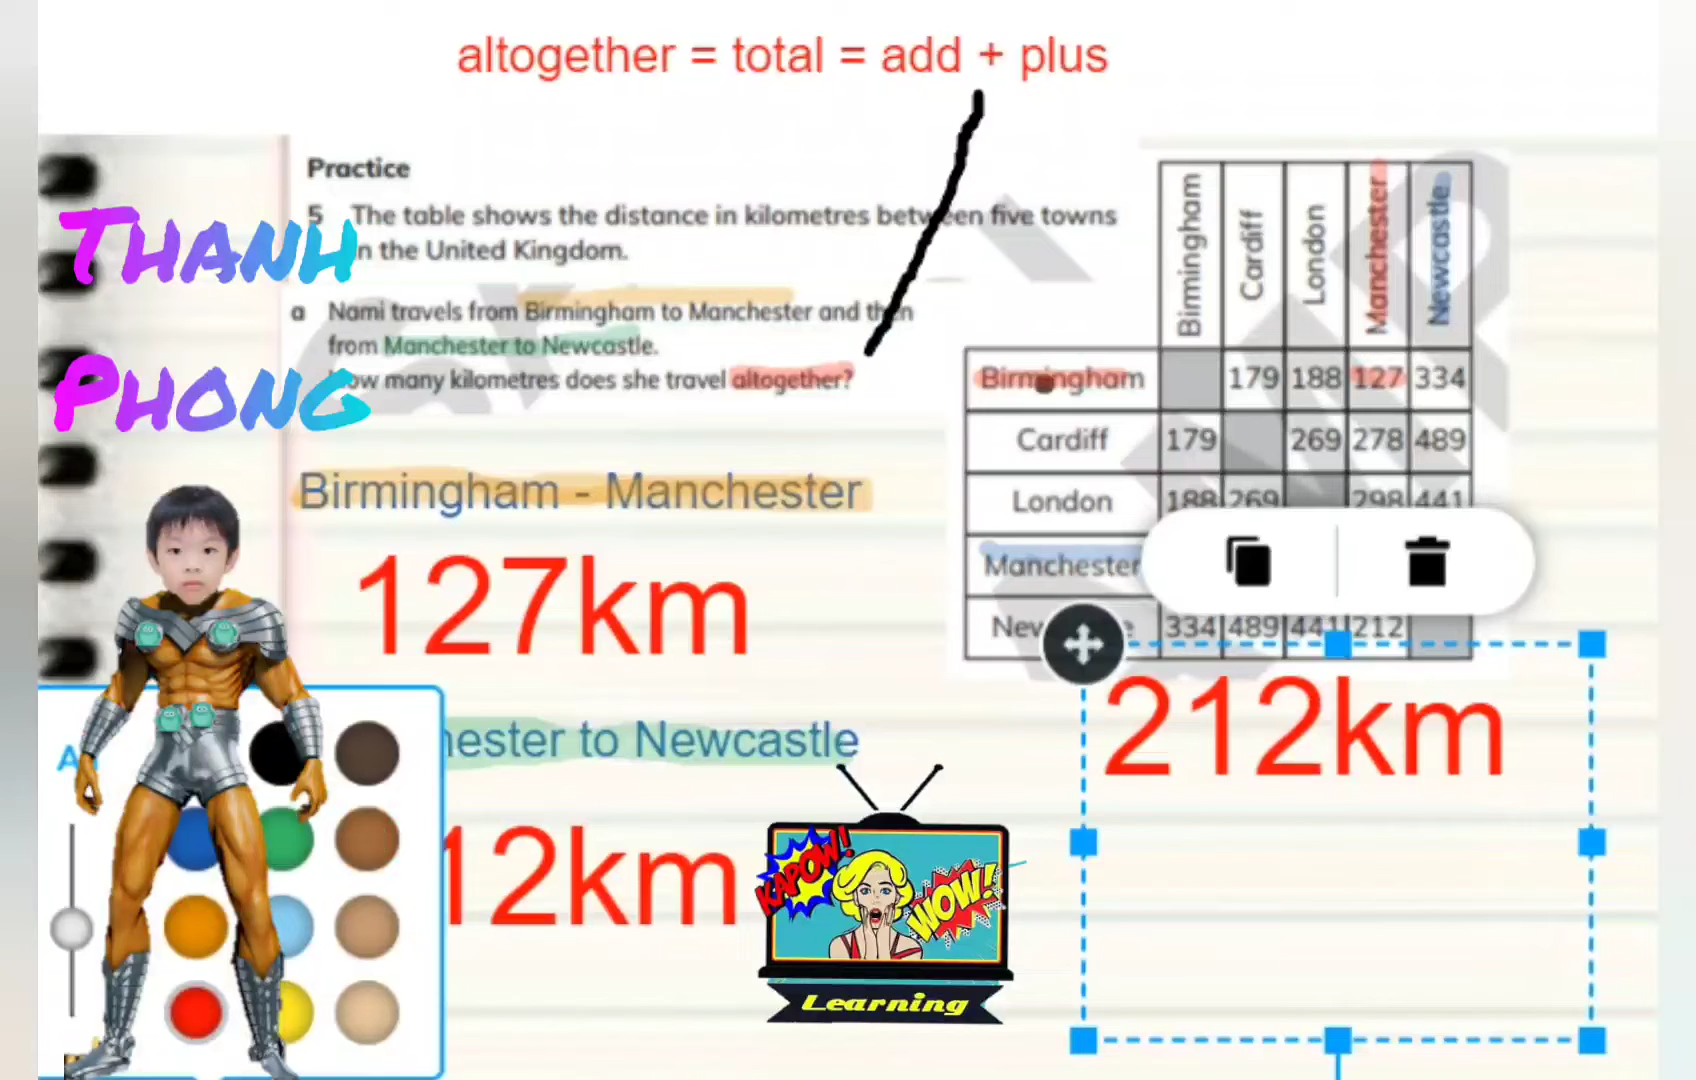 altogether = total = add + plus
Practice
5 The table shows the distance in kilometres between five towns
in the United Kingdom.
a Nami travels from Birmingham to Manchester and then
from Manchester to Newcastle.
How many kilometres does she travel altogether?
THANH
PHONG
Birmingham Cardiff London Manchester Newcastle
Birmingham 179 188 127 334
Cardiff 179 269 278 489
London 188 269 298 441
Manchester
334 489 441 212
Birmingham - Manchester
127km
hester to Newcastle
12km
212km
KAPOW!
WOW!
Learning